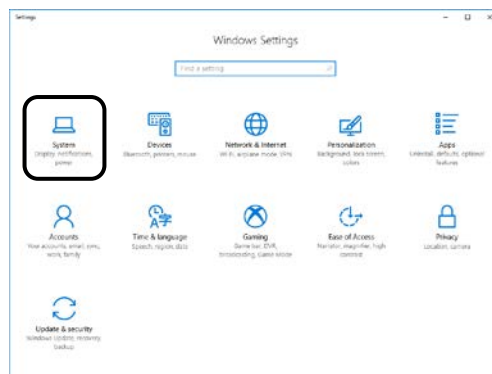 Settings
Windows Settings
Find a setting
System
Display, notifications,
power
Devices
Bluetooth, printers, mouse
Network & Internet
Wi-Fi, airplane mode, VPN
Personalization
Background, lock screen,
colors
Apps
Uninstall, defaults, optional
features
Accounts
Your accounts, email, sync,
work, family
Time & language
Speech, region, date
Gaming
Game bar, DVR,
broadcasting, Game Mode
Ease of Access
Narrator, magnifier, high
contrast
Privacy
Location, camera
Update & security
Windows Update, recovery,
backup